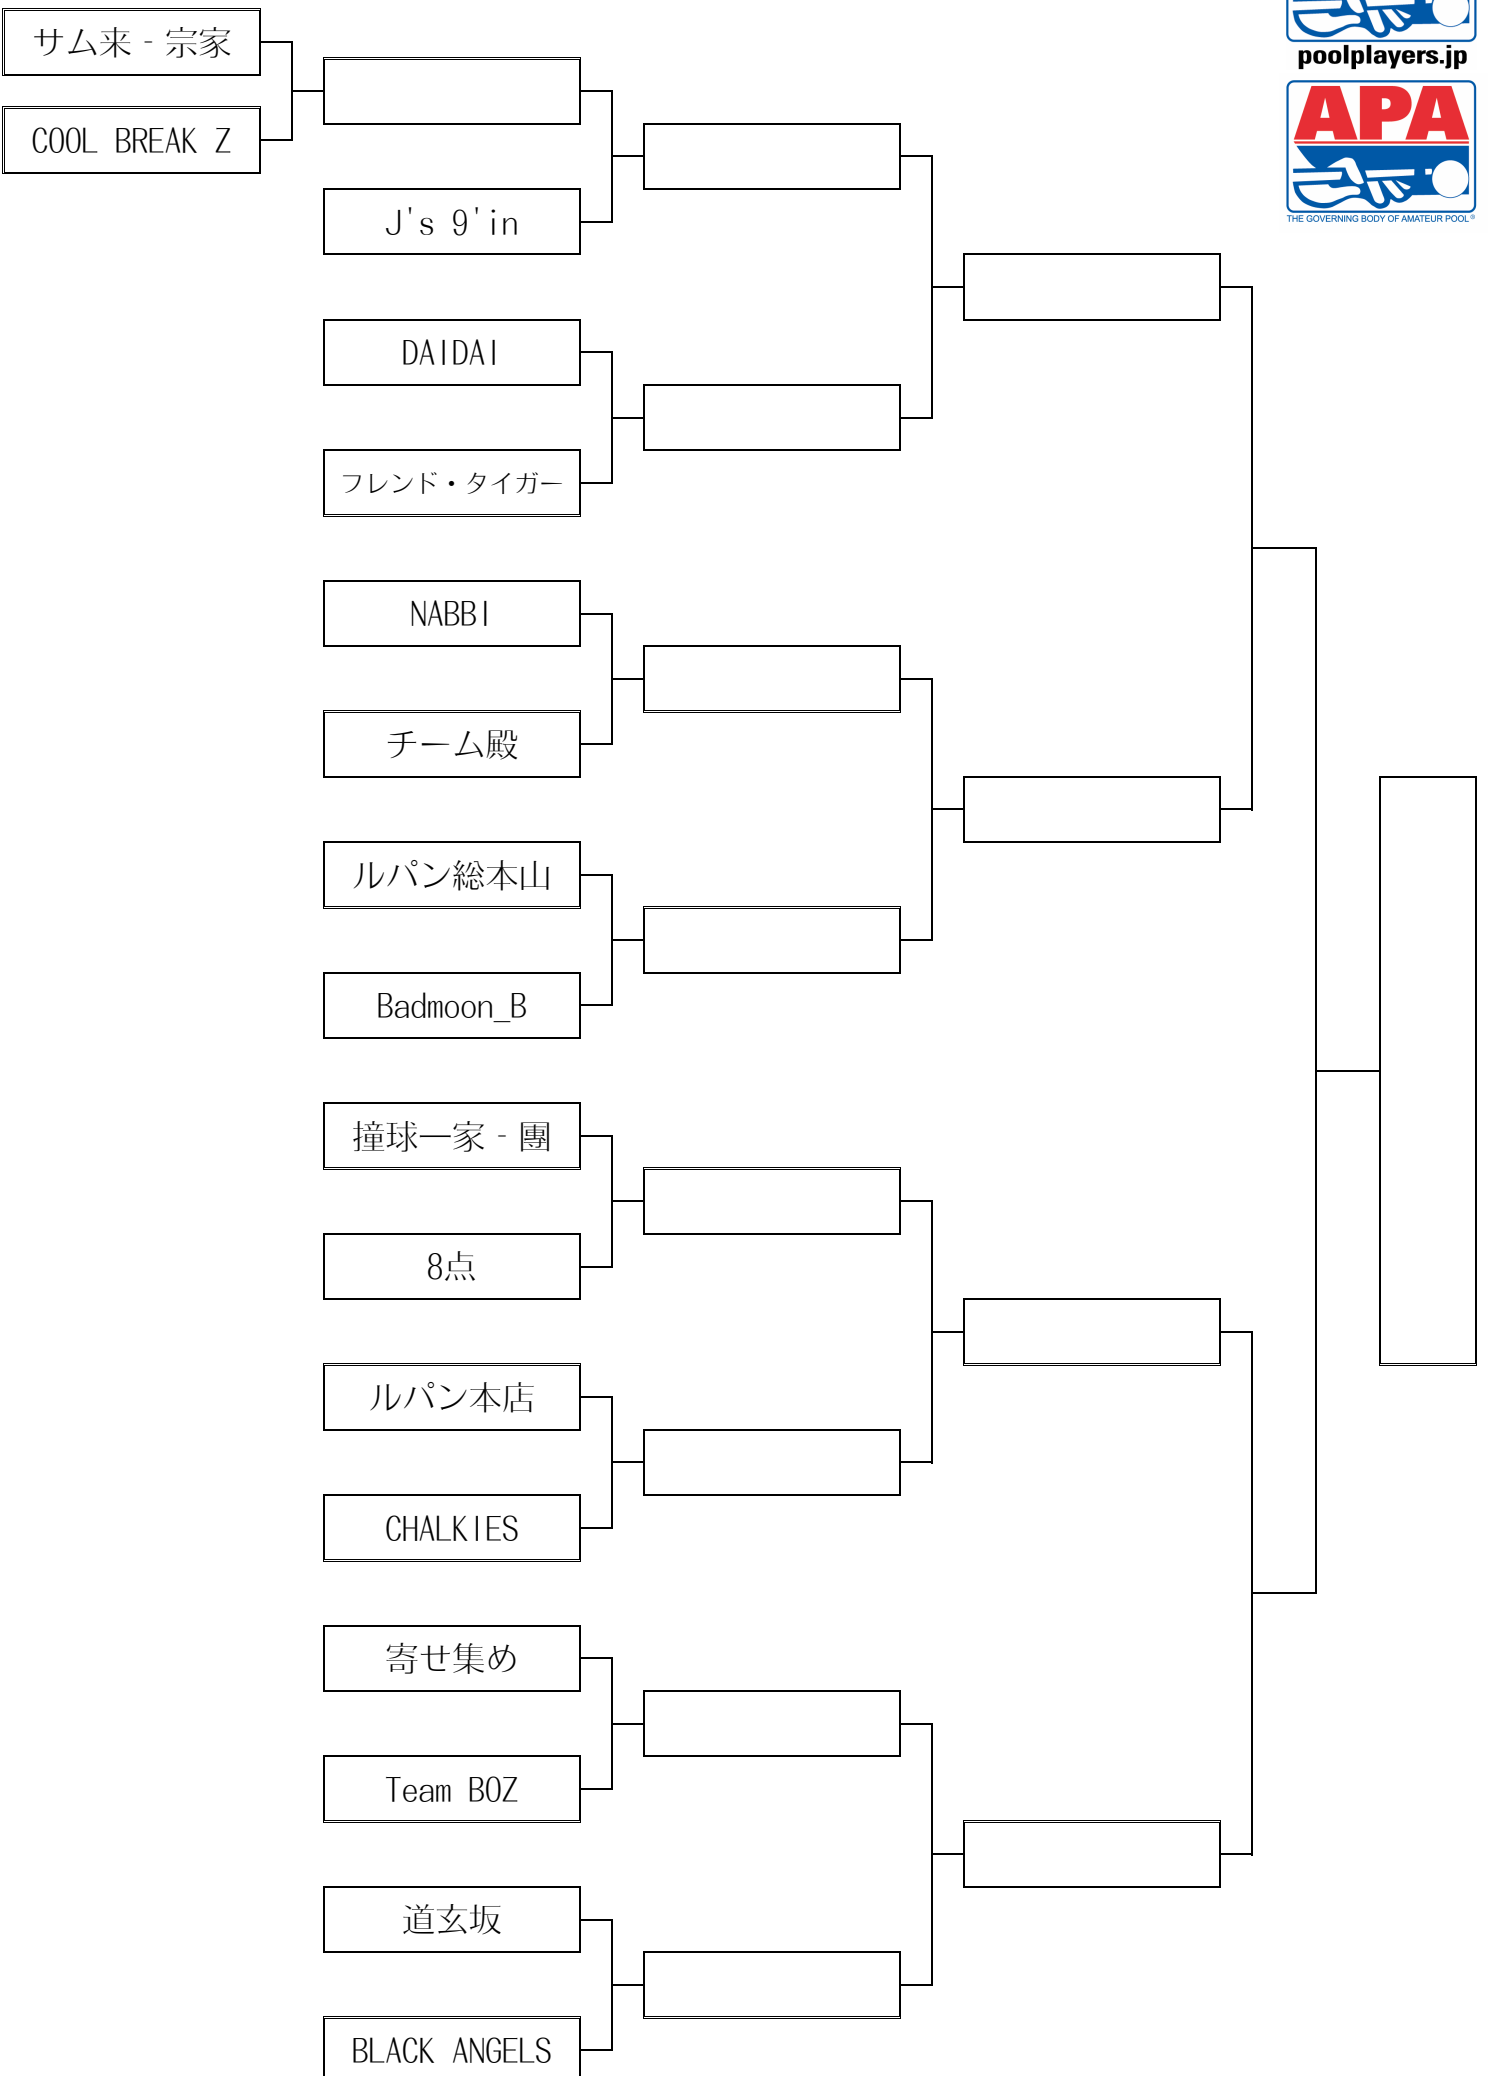 サム来‐宗家
COOL BREAK Z
J's 9'in
DAIDAI
フレンド・タイガー
NABBI
チーム殿
ルパン総本山
Badmoon_B
撞球一家‐團
8点
ルパン本店
CHALKIES
寄せ集め
Team BOZ
道玄坂
BLACK ANGELS
poolplayers.jp
APA
THE GOVERNING BODY OF AMATEUR POOL®